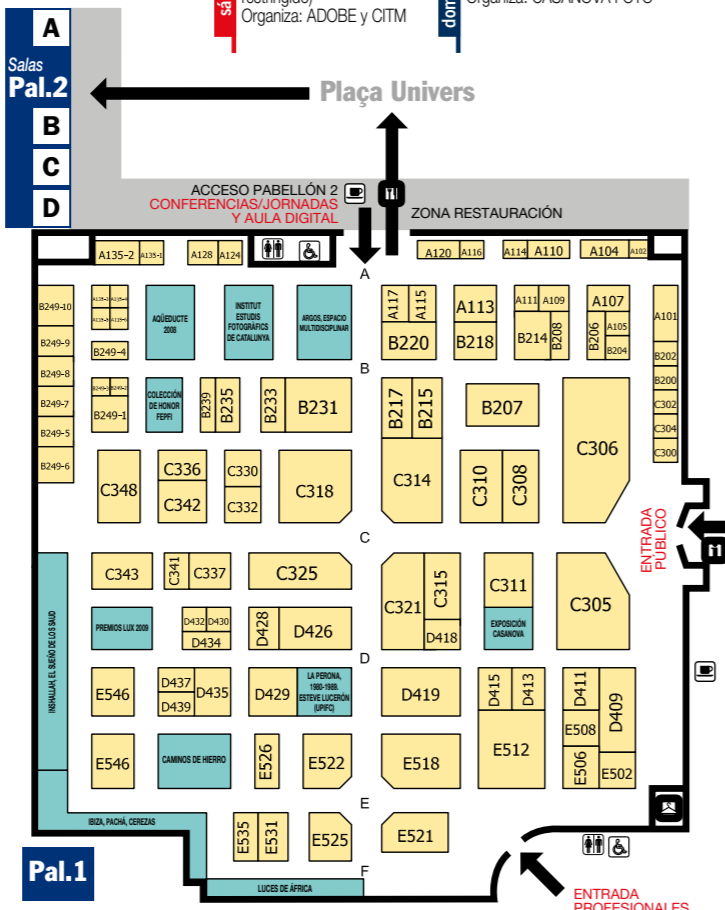 sá
restringido)
Organiza: ADOBE y CITM
dom
Organiza: CASANOVA FOTO
A
Salas
Pal.2
B
C
D
Plaça Univers
ACCESO PABELLÓN 2
CONFERENCIAS/JORNADAS
Y AULA DIGITAL
ZONA RESTAURACIÓN
A135-2
A135-1
A128
A124
A120
A116
A114
A110
A104
A102
A
B249-10
B249-9
B249-8
B249-7
B249-5
B249-6
B249-4
B249-1
AQÜEDUCTE
2008
INSTITUT
ESTUDIS
FOTOGRÀFICS
DE CATALUNYA
ARGOS, ESPACIO
MULTIDISCIPLINAR
A117
A115
B220
A113
B218
A111
A109
B214
B208
A107
B206
A105
B204
A101
B202
B200
C302
C304
C300
B
COLECCIÓN
DE HONOR
FEPFI
B239
B235
B233
B231
B217
B215
C314
B207
C306
C348
C336
C342
C330
C332
C318
C310
C308
ENTRADA
PÚBLICO
C
C343
C341
C337
C325
C321
C315
D418
C311
EXPOSICIÓN
CASANOVA
C305
INSHALLAH, EL SUEÑO DE LOS SAUD
PREMIOS LUX 2009
D432
D430
D434
D428
D426
D
E546
D437
D439
D435
D429
LA PERONA,
1980-1989.
ESTEVE LUCERÓN
(UPIFC)
D419
D415
D413
E512
D411
D409
E508
E506
E502
E546
CAMINOS DE HIERRO
E526
E522
E518
E
IBIZA, PACHÁ, CEREZAS
E535
E531
E525
E521
F
Pal.1
LUCES DE ÁFRICA
ENTRADA
PROFESIONALES